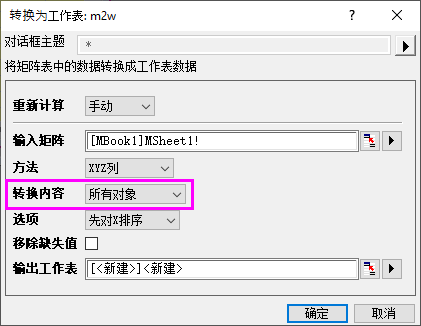 转换为工作表: m2w
对话框主题 *
将矩阵表中的数据转换成工作表数据
重新计算 手动
输入矩阵 [MBook1]MSheet1!
方法 XYZ列
转换内容 所有对象
选项 先对X排序
移除缺失值
输出工作表 [<新建>]<新建>
确定 取消